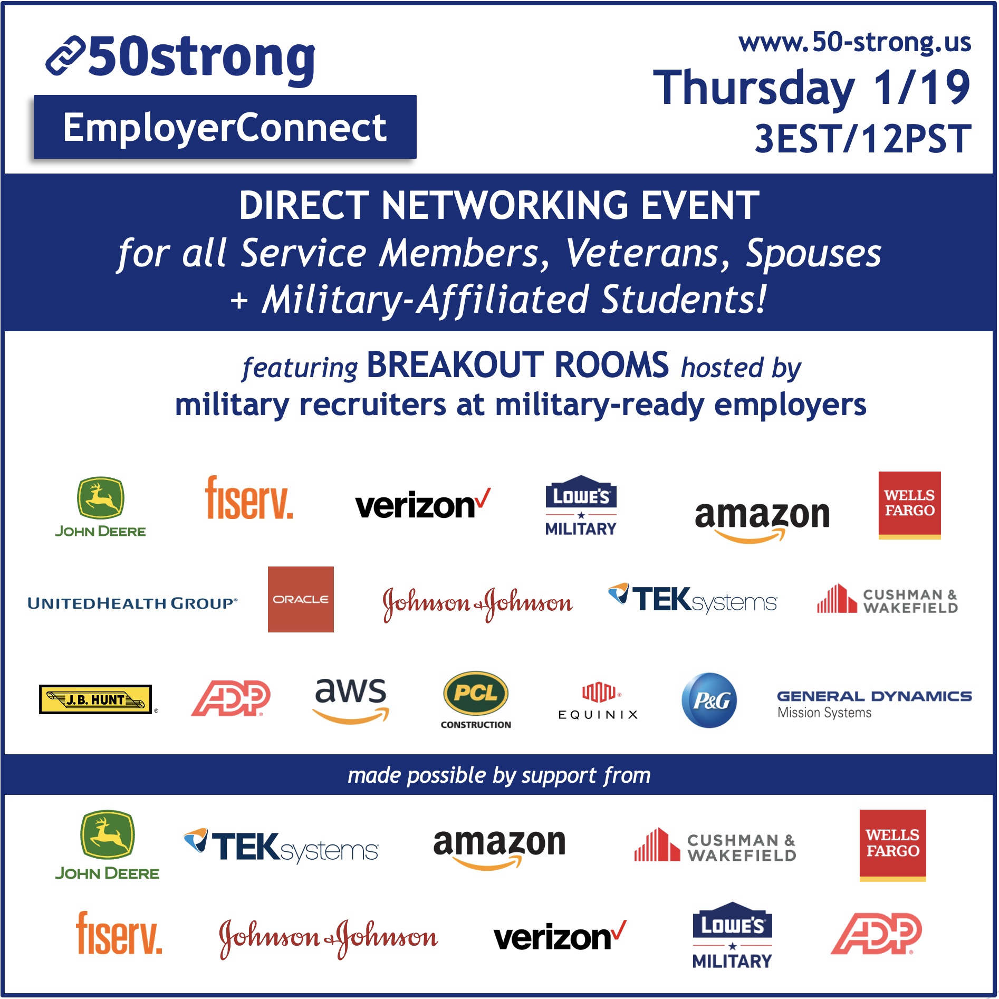 50strong
EmployerConnect
www.50-strong.us
Thursday 1/19
3EST/12PST
DIRECT NETWORKING EVENT
for all Service Members, Veterans, Spouses
+ Military-Affiliated Students!
featuring BREAKOUT ROOMS hosted by
military recruiters at military-ready employers
JOHN DEERE
fiserv.
verizon
LOWE'S
MILITARY
amazon
WELLS
FARGO
UNITEDHEALTH GROUP®
ORACLE
Johnson & Johnson
TEKsystems
CUSHMAN &
WAKEFIELD
J.B. HUNT ®
ADP ®
aws
PCL
CONSTRUCTION
®
EQUINIX
P&G
GENERAL DYNAMICS
Mission Systems
made possible by support from
JOHN DEERE
TEKsystems
amazon
CUSHMAN &
WAKEFIELD
WELLS
FARGO
fiserv.
Johnson & Johnson
verizon
LOWE'S
MILITARY
ADP ®